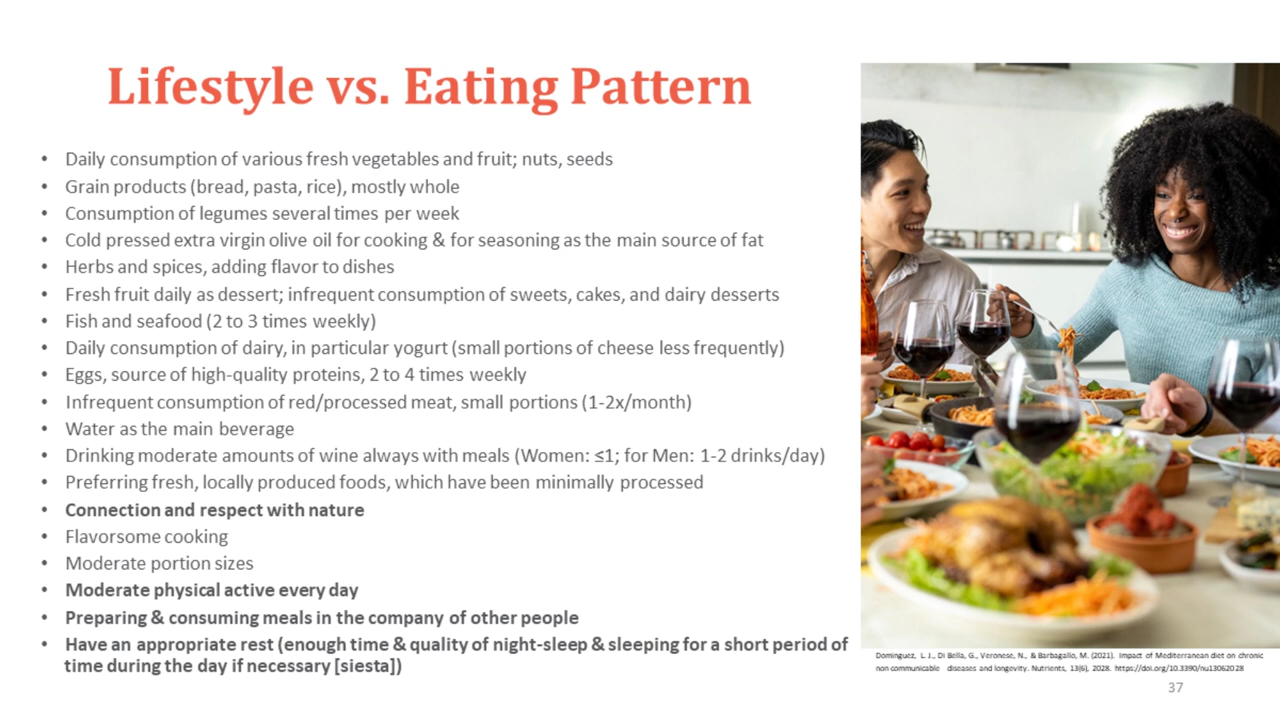 Lifestyle vs. Eating Pattern
• Daily consumption of various fresh vegetables and fruit; nuts, seeds
• Grain products (bread, pasta, rice), mostly whole
• Consumption of legumes several times per week
• Cold pressed extra virgin olive oil for cooking & for seasoning as the main source of fat
• Herbs and spices, adding flavor to dishes
• Fresh fruit daily as dessert; infrequent consumption of sweets, cakes, and dairy desserts
• Fish and seafood (2 to 3 times weekly)
• Daily consumption of dairy, in particular yogurt (small portions of cheese less frequently)
• Eggs, source of high-quality proteins, 2 to 4 times weekly
• Infrequent consumption of red/processed meat, small portions (1-2x/month)
• Water as the main beverage
• Drinking moderate amounts of wine always with meals (Women: ≤1; for Men: 1-2 drinks/day)
• Preferring fresh, locally produced foods, which have been minimally processed
• Connection and respect with nature
• Flavorsome cooking
• Moderate portion sizes
• Moderate physical active every day
• Preparing & consuming meals in the company of other people
• Have an appropriate rest (enough time & quality of night-sleep & sleeping for a short period of
time during the day if necessary [siesta])
Dominguez, L. J., Di Bella, G., Veronese, N., & Barbagallo, M. (2021). Impact of Mediterranean diet on chronic
non communicable diseases and longevity. Nutrients, 13(6), 2028. https://doi.org/10.3390/nu13062028
37